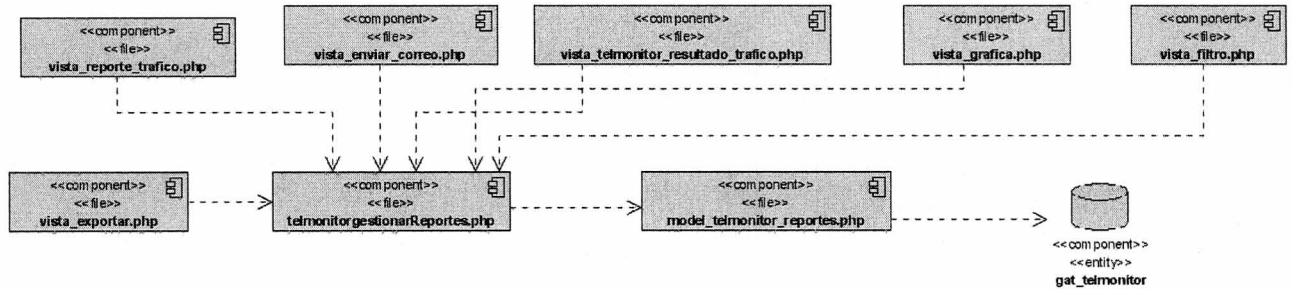 <<component>>
<<file>>
vista_reporte_trafico.php
<<component>>
<<file>>
vista_enviar_correo.php
<<component>>
<<file>>
vista_telmonitor_resultado_trafico.php
<<component>>
<<file>>
vista_grafica.php
<<component>>
<<file>>
vista_filtro.php
<<component>>
<<file>>
vista_exportar.php
<<component>>
<<file>>
telmonitorgestionarReportes.php
<<component>>
<<file>>
model_telmonitor_reportes.php
<<component>>
<<entity>>
gat_telmonitor